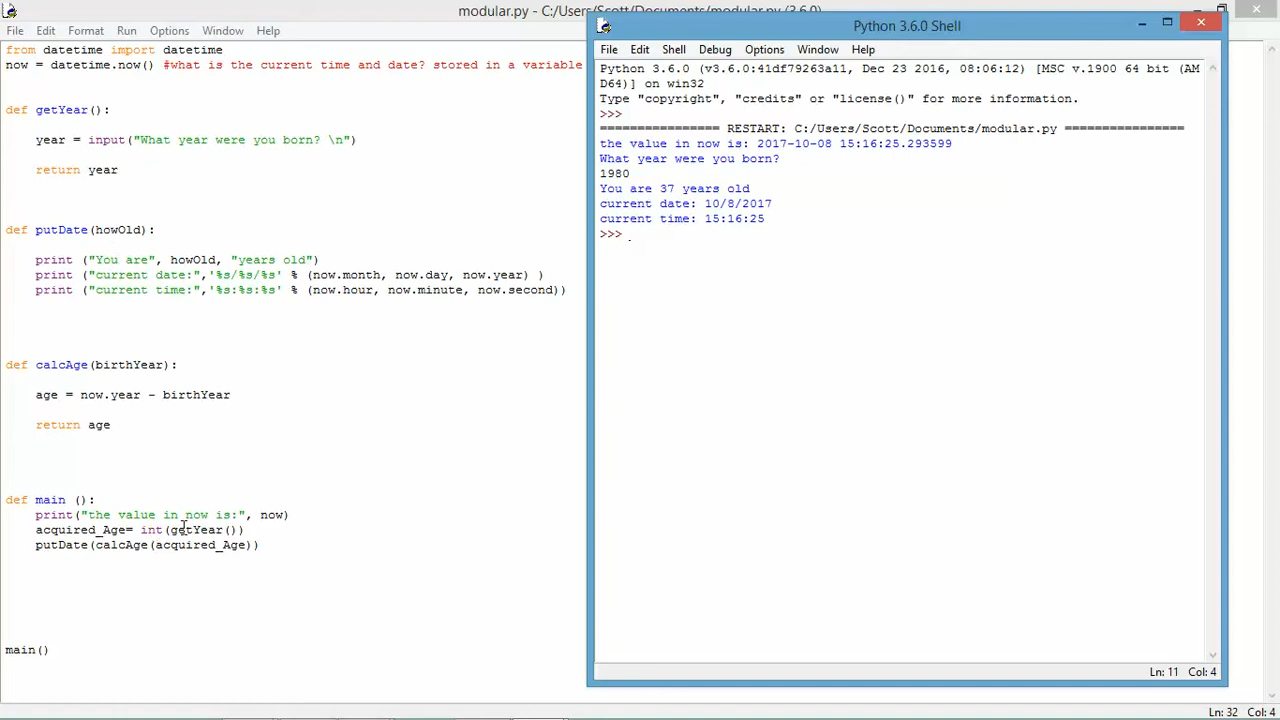 modular.py - C:/Users/Scott/Documents/modular.py (3.6.0)
File Edit Format Run Options Window Help
from datetime import datetime
now = datetime.now() #what is the current time and date? stored in a variable
def getYear():
year = input("What year were you born? \n")
return year
def putDate(howOld):
print ("You are", howOld, "years old")
print ("current date:",'%s/%s/%s' % (now.month, now.day, now.year) )
print ("current time:",'%s:%s:%s' % (now.hour, now.minute, now.second))
def calcAge(birthYear):
age = now.year - birthYear
return age
def main ():
print("the value in now is:", now)
acquired_Age= int(getYear())
putDate(calcAge(acquired_Age))
main()
Ln: 32 Col: 4
Python 3.6.0 Shell
File Edit Shell Debug Options Window Help
Python 3.6.0 (v3.6.0:41df79263a11, Dec 23 2016, 08:06:12) [MSC v.1900 64 bit (AM
D64)] on win32
Type "copyright", "credits" or "license()" for more information.
>>>
================ RESTART: C:/Users/Scott/Documents/modular.py ================
the value in now is: 2017-10-08 15:16:25.293599
What year were you born?
1980
You are 37 years old
current date: 10/8/2017
current time: 15:16:25
>>>
Ln: 11 Col: 4